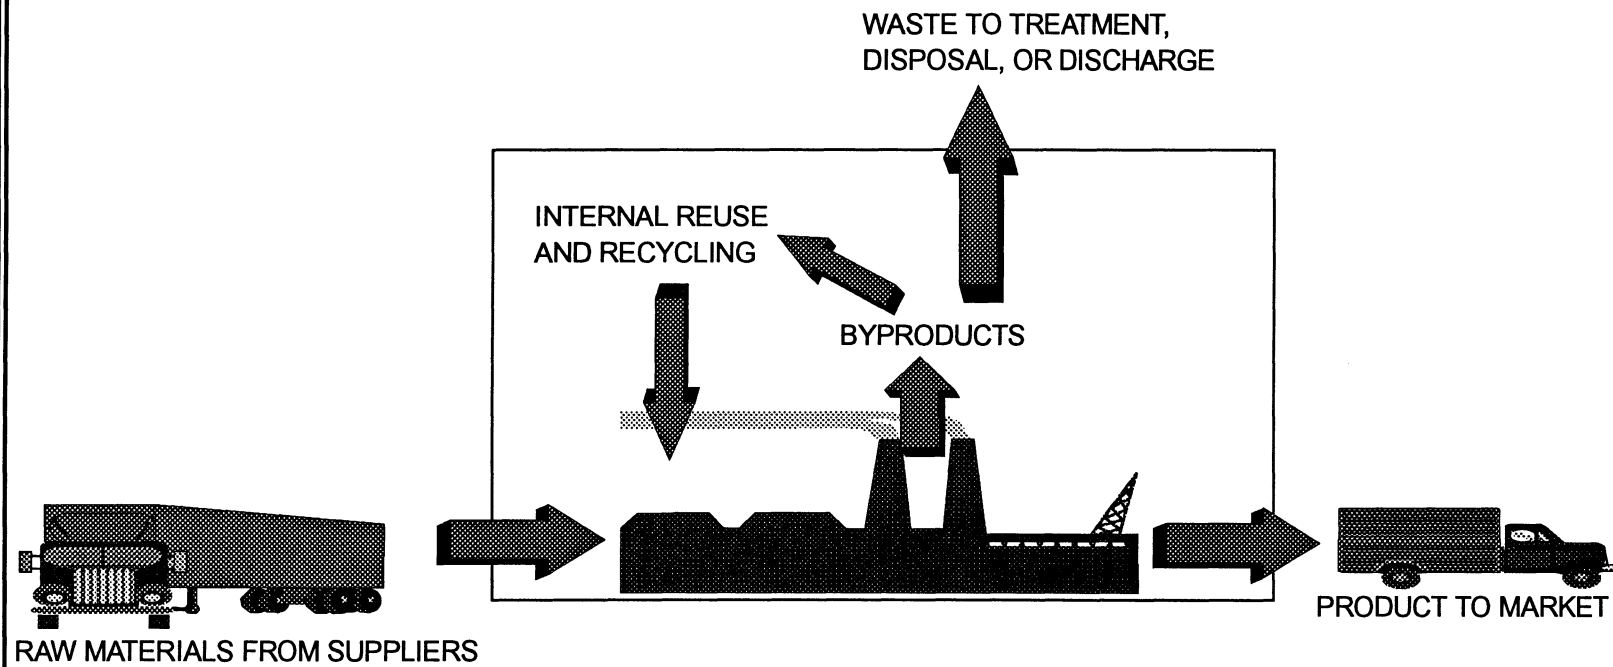 WASTE TO TREATMENT,
DISPOSAL, OR DISCHARGE
INTERNAL REUSE
AND RECYCLING
BYPRODUCTS
PRODUCT TO MARKET
RAW MATERIALS FROM SUPPLIERS